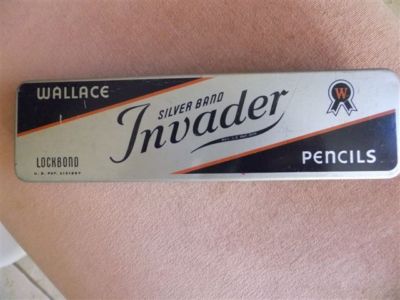 WALLACE
SILVER BAND
Invader
W
LOCKBOND
PENCILS